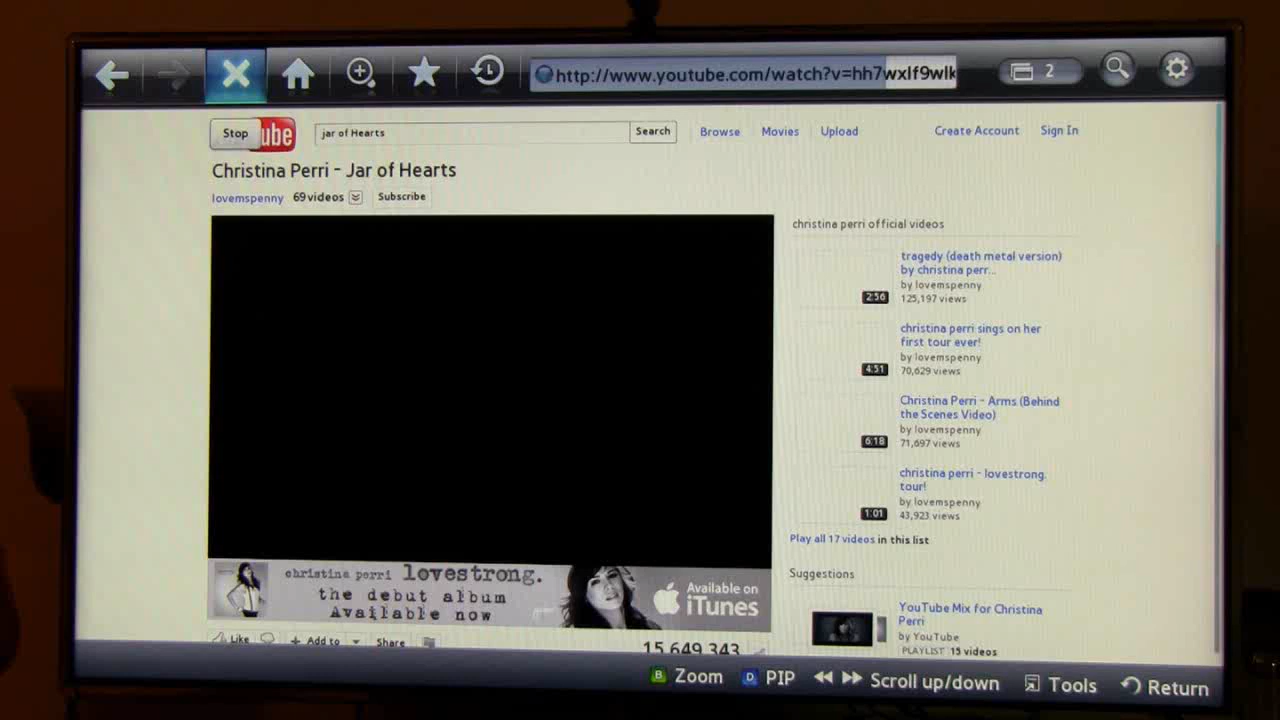 http://www.youtube.com/watch?v=hh7wxlf9wlk
2
Stop
ube
jar of Hearts
Search
Browse
Movies
Upload
Create Account
Sign In
Christina Perri - Jar of Hearts
lovemspenny 69 videos Subscribe
christina perri official videos
tragedy (death metal version)
by christina perr...
by lovemspenny
2:56
125,197 views
christina perri sings on her
first tour ever!
by lovemspenny
4:51
70,629 views
Christina Perri - Arms (Behind
the Scenes Video)
by lovemspenny
6:18
71,697 views
christina perri - lovestrong.
tour!
by lovemspenny
1:01
43,923 views
Play all 17 videos in this list
Suggestions
YouTube Mix for Christina
Perri
by YouTube
PLAYLIST 15 videos
christina perri lovestrong.
the debut album
Available now
Available on
iTunes
Like
Add to
Share
15,649,343
B Zoom
D PIP
Scroll up/down
Tools
Return